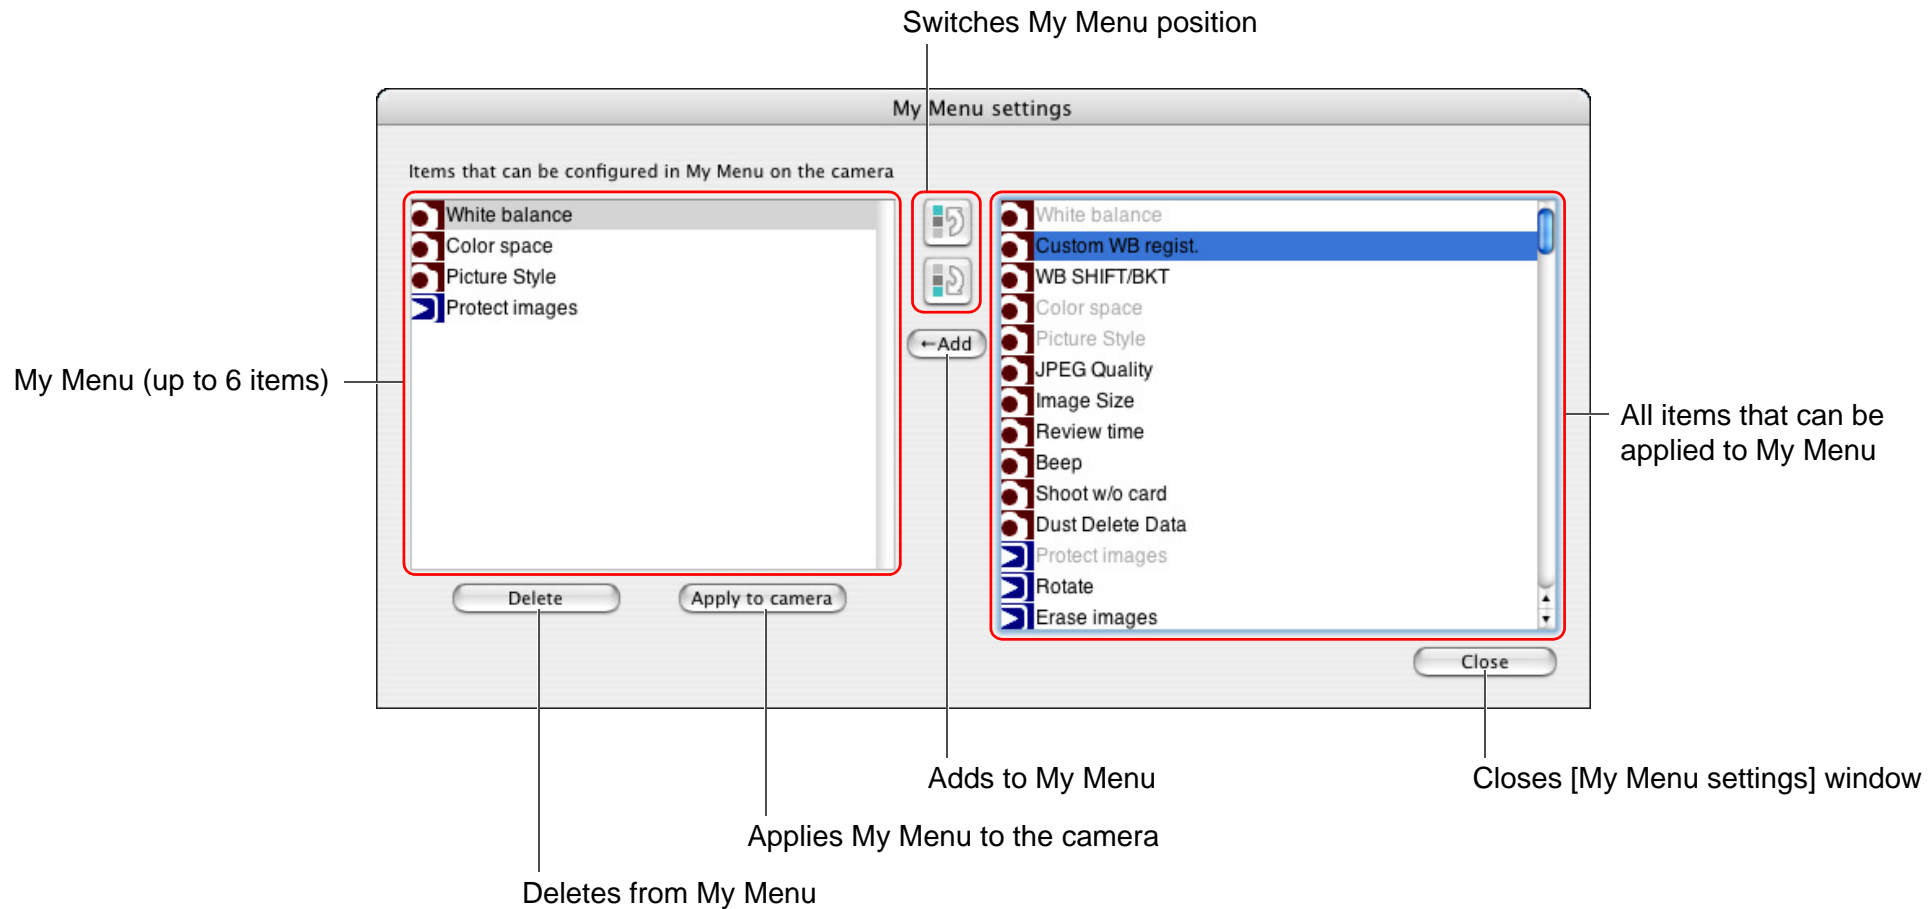 Switches My Menu position
My Menu settings
Items that can be configured in My Menu on the camera
White balance
Color space
Picture Style
Protect images
My Menu (up to 6 items)
←Add
White balance
Custom WB regist.
WB SHIFT/BKT
Color space
Picture Style
JPEG Quality
Image Size
Review time
Beep
Shoot w/o card
Dust Delete Data
Protect images
Rotate
Erase images
All items that can be
applied to My Menu
Delete
Apply to camera
Close
Adds to My Menu
Closes [My Menu settings] window
Applies My Menu to the camera
Deletes from My Menu